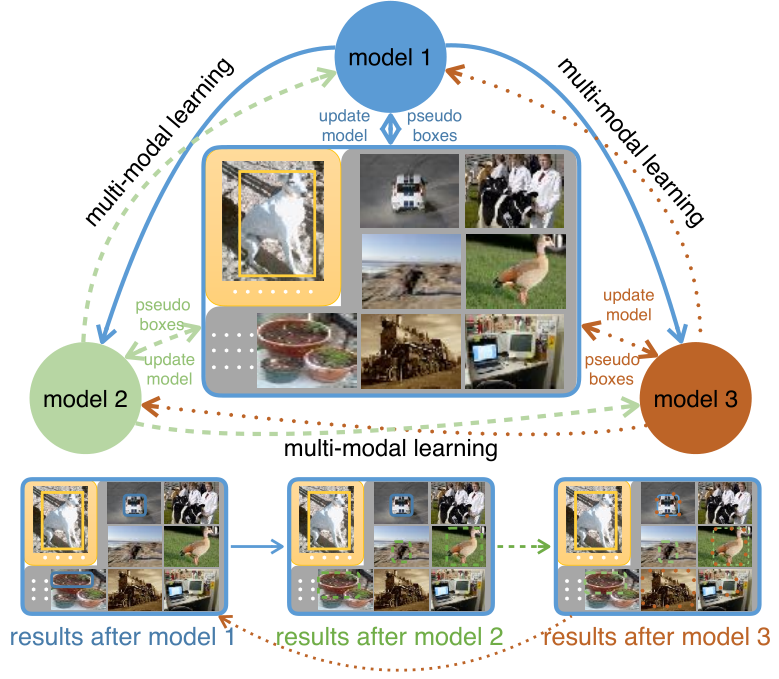 model 1
multi-modal learning
multi-modal learning
update
model
pseudo
boxes
pseudo
boxes
update
model
update
model
pseudo
boxes
model 2
model 3
multi-modal learning
results after model 1
results after model 2
results after model 3